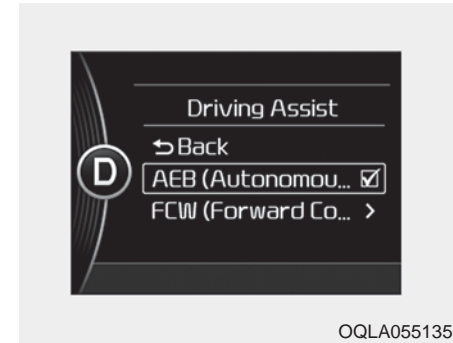 Driving Assist
Back
D
AEB (Autonomou...
FCW (Forward Co... >
OQLA055135